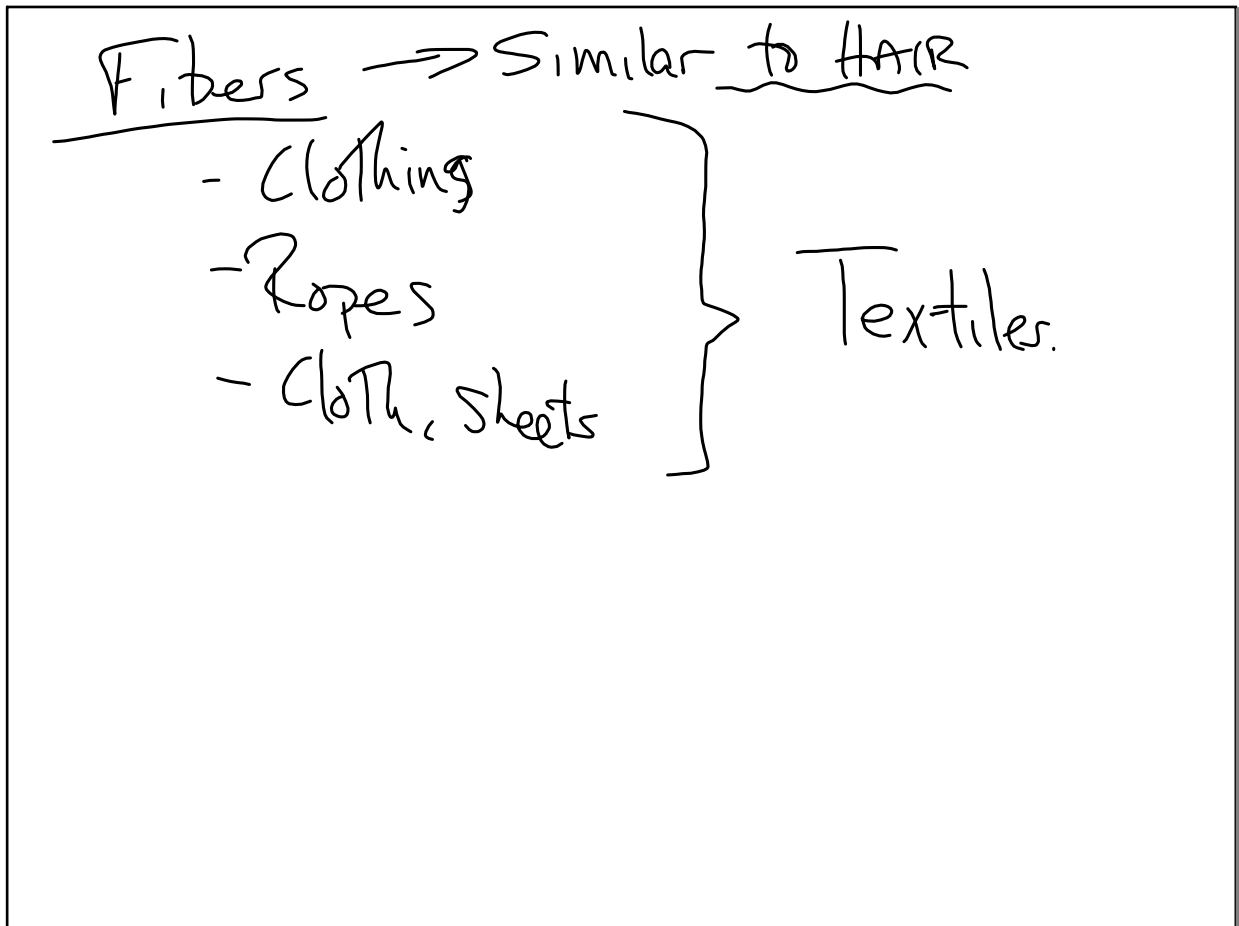 Fibers → Similar to HAIR
- Clothing
- Ropes
- Cloth, sheets
Textiles.